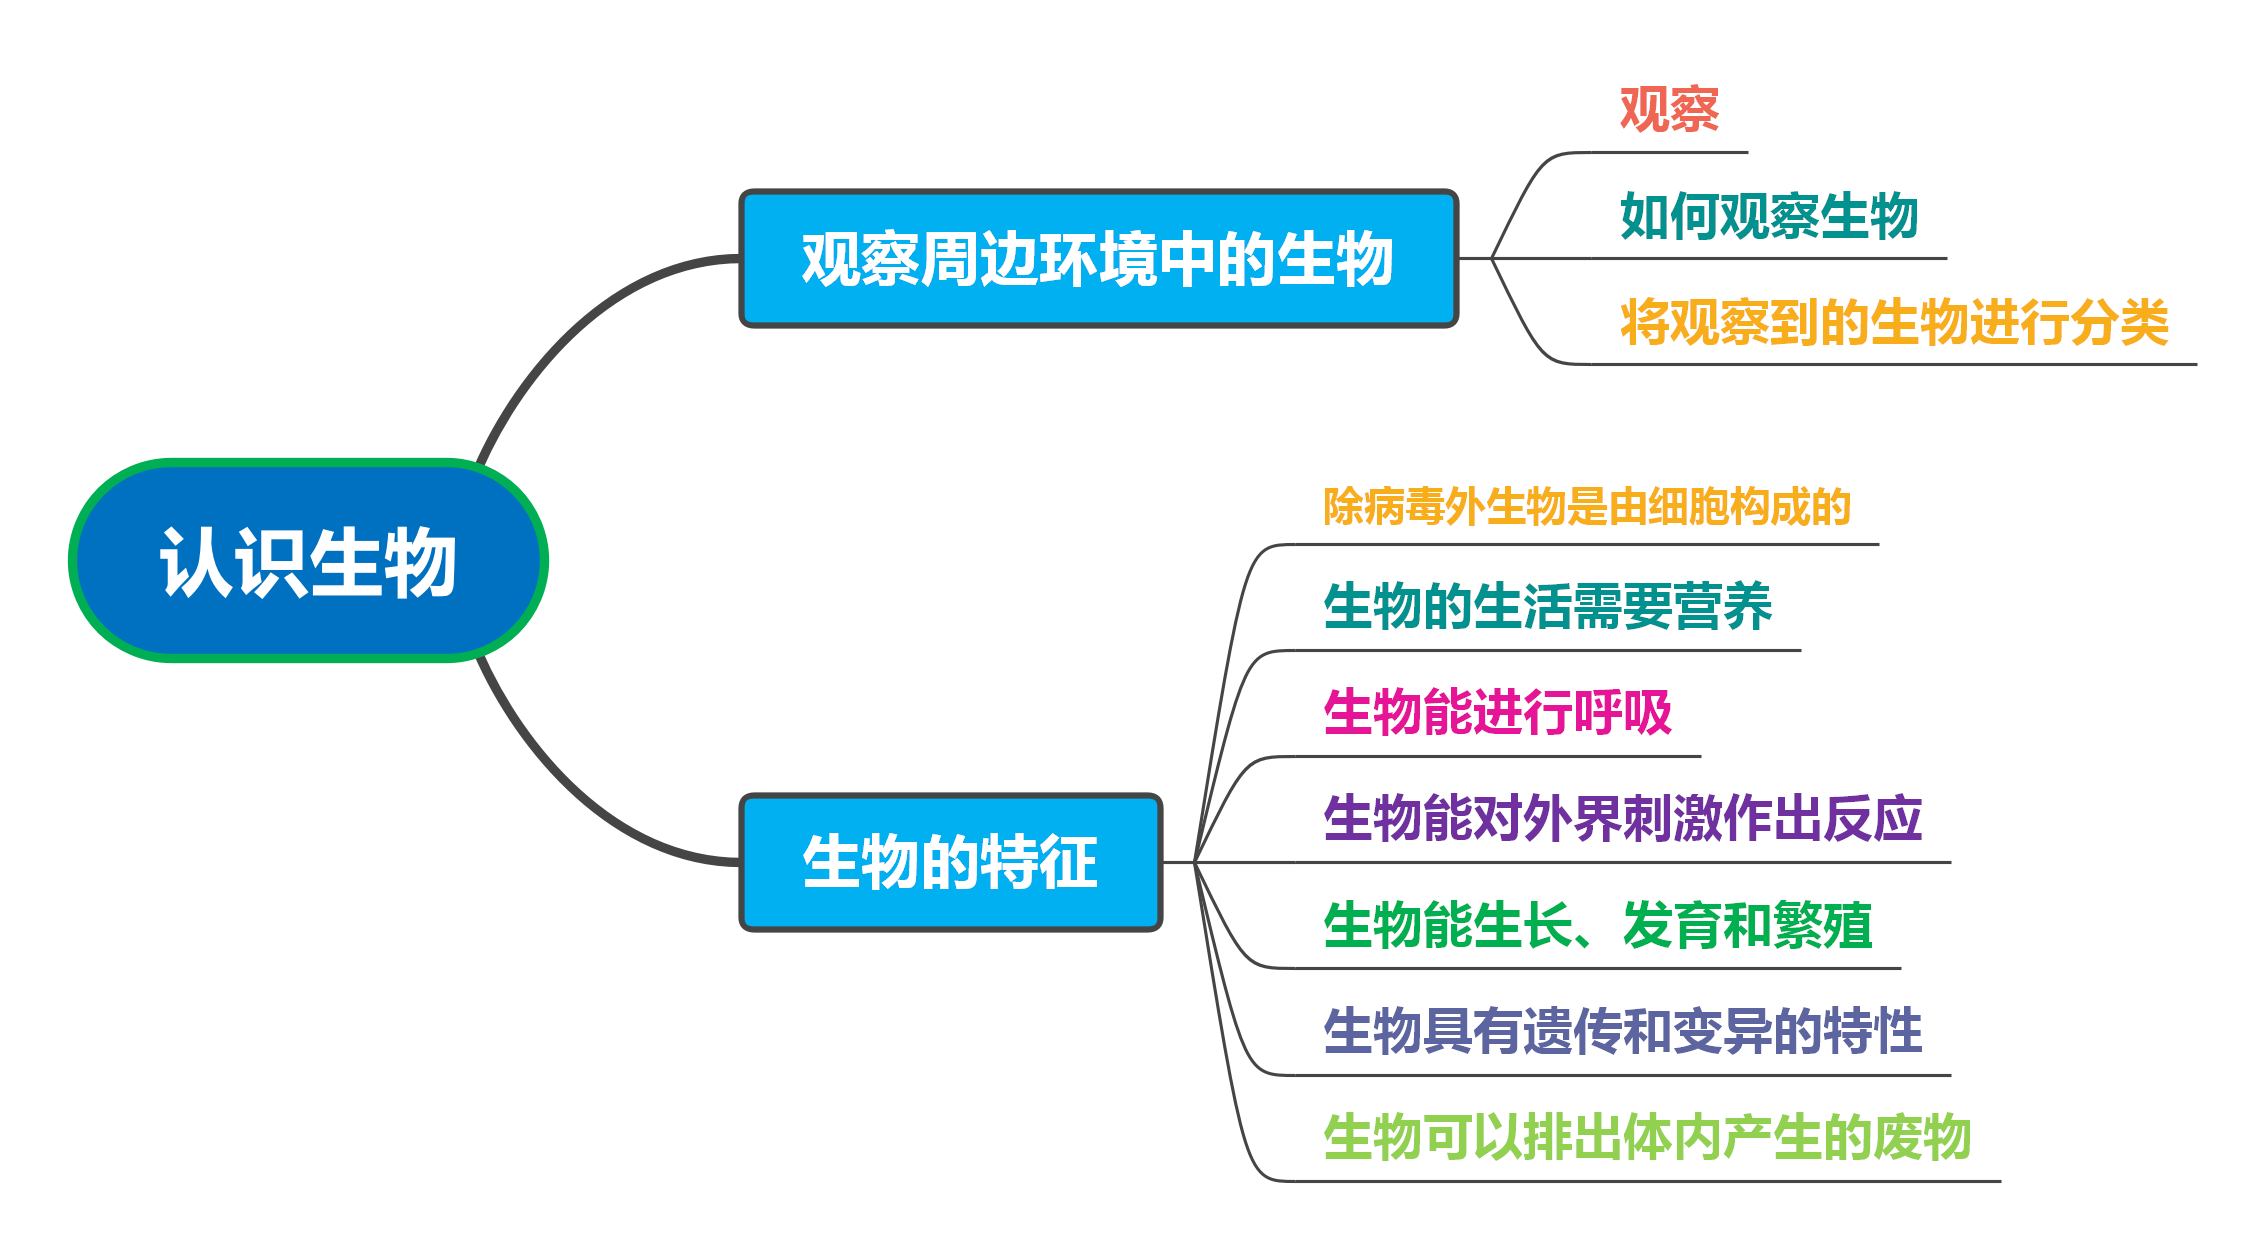 认识生物
观察周边环境中的生物
观察
如何观察生物
将观察到的生物进行分类
生物的特征
除病毒外生物是由细胞构成的
生物的生活需要营养
生物能进行呼吸
生物能对外界刺激作出反应
生物能生长、发育和繁殖
生物具有遗传和变异的特性
生物可以排出体内产生的废物